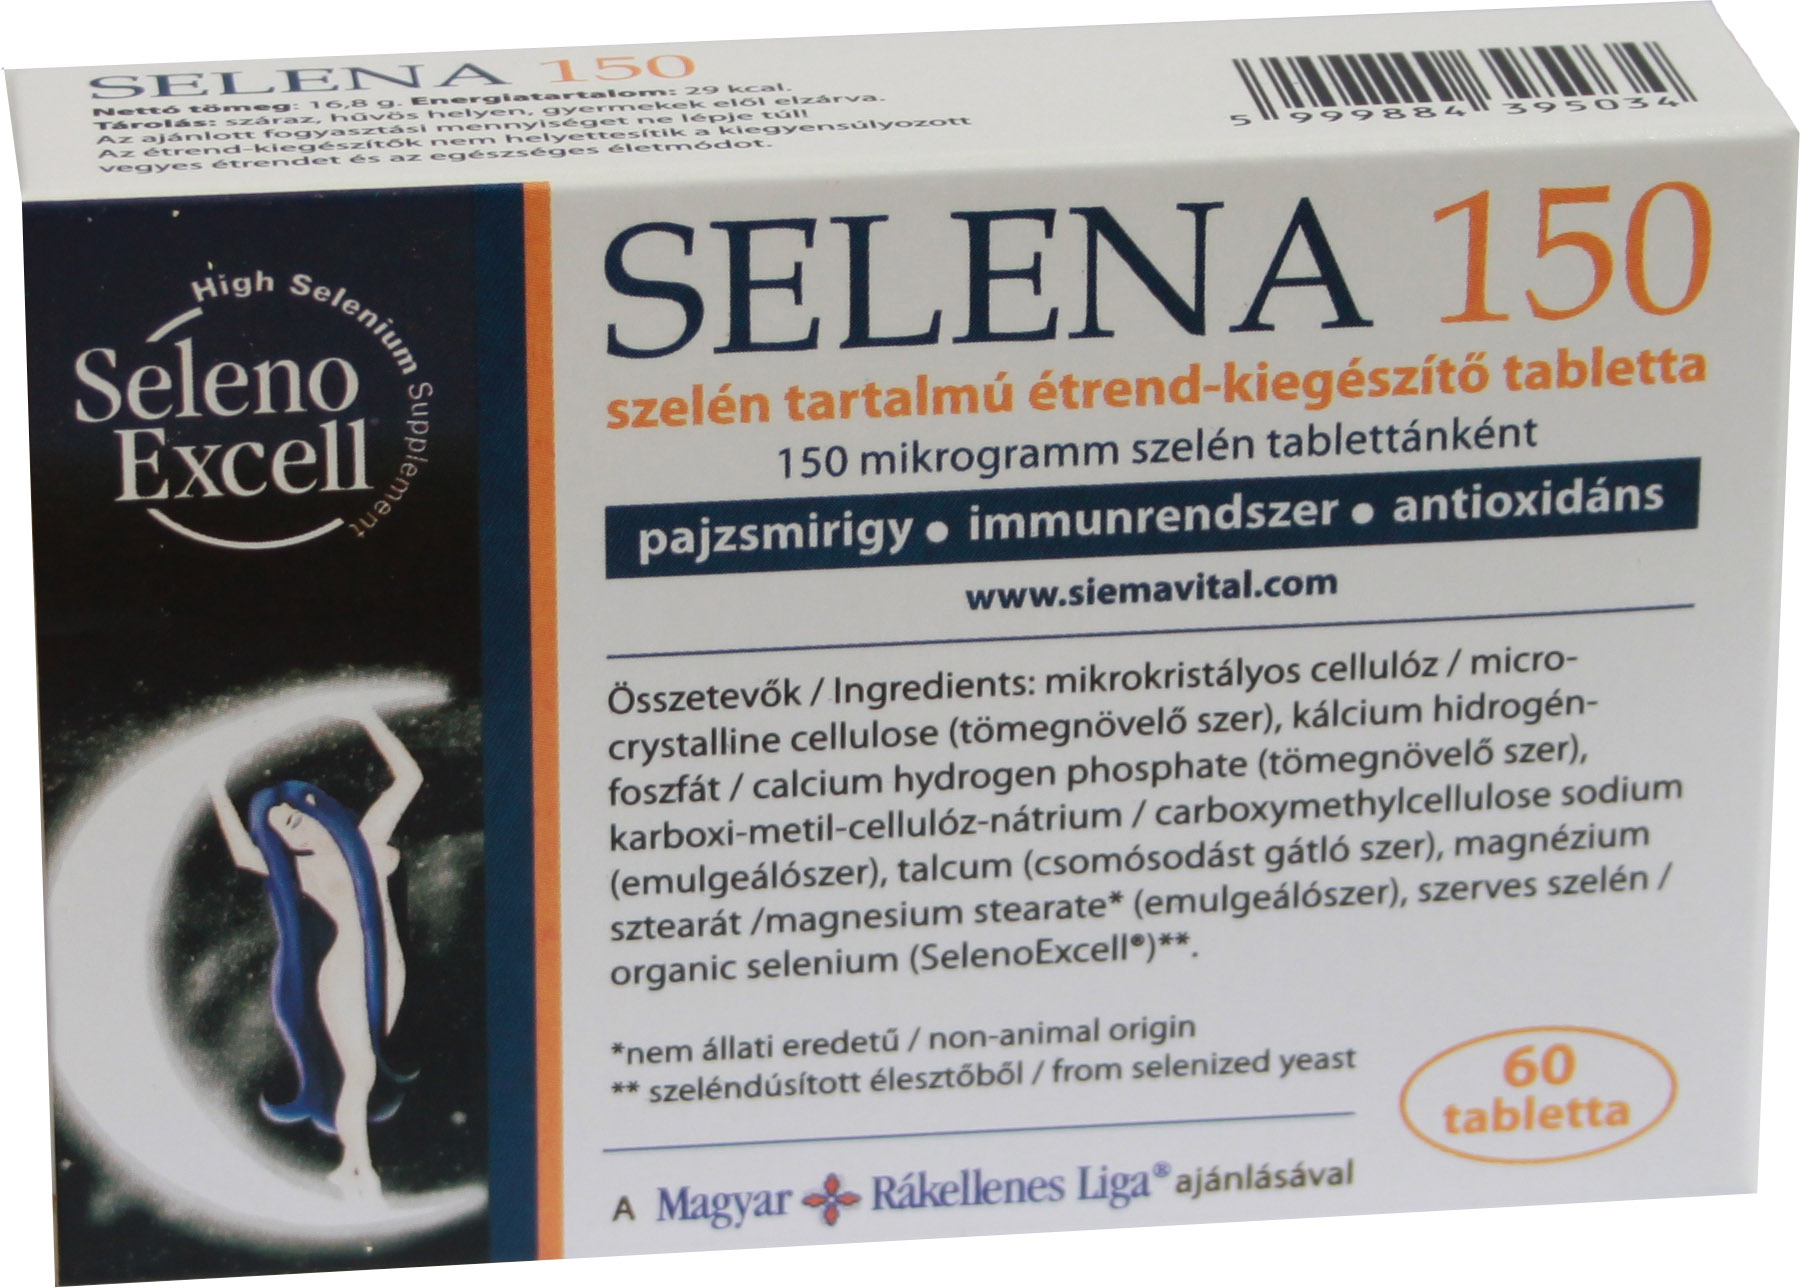 SELENA 150
Nettó tömeg: 16,8 g. Energiatartalom: 29 kcal.
Tárolás: száraz, hűvös helyen, gyermekek elől elzárva.
Az ajánlott fogyasztási mennyiséget ne lépje túl!
Az étrend-kiegészítők nem helyettesítik a kiegyensúlyozott
vegyes étrendet és az egészséges életmódot.
5 999884 395034
High Selenium Supplement
Seleno
Excell
SELENA 150
szelén tartalmú étrend-kiegészítő tabletta
150 mikrogramm szelén tablettánként
pajzsmirigy • immunrendszer • antioxidáns
www.siemavital.com
Összetevők / Ingredients: mikrokristályos cellulóz / micro-
crystalline cellulose (tömegnövelő szer), kálcium hidrogén-
foszfát / calcium hydrogen phosphate (tömegnövelő szer),
karboxi-metil-cellulóz-nátrium / carboxymethylcellulose sodium
(emulgeálószer), talcum (csomósodást gátló szer), magnézium
sztearát /magnesium stearate* (emulgeálószer), szerves szelén /
organic selenium (SelenoExcell®)**.
*nem állati eredetű / non-animal origin
** szeléndúsított élesztőből / from selenized yeast
60
tabletta
A Magyar Rákellenes Liga® ajánlásával